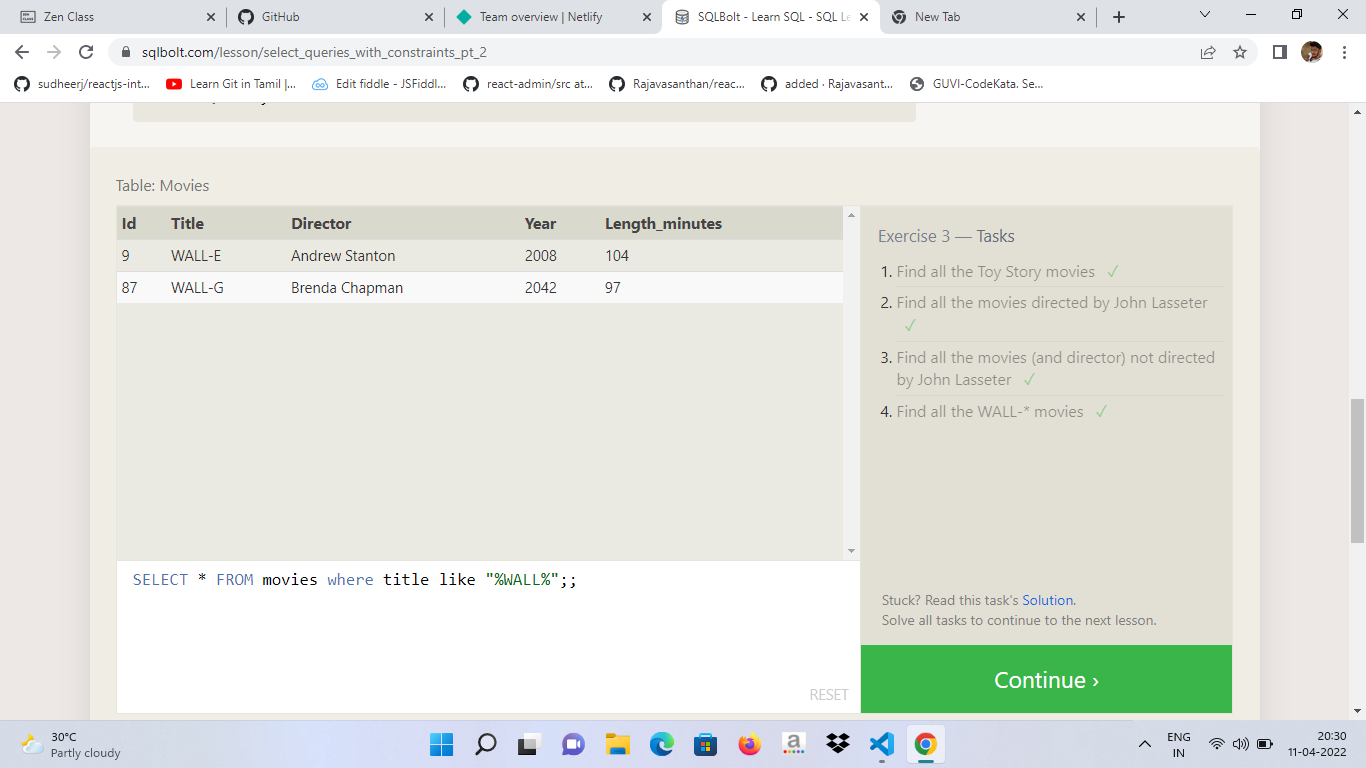 Zen Class
GitHub
Team overview | Netlify
SQLBolt - Learn SQL - SQL Le
New Tab
sqlbolt.com/lesson/select_queries_with_constraints_pt_2
sudheerj/reactjs-int...
Learn Git in Tamil |...
Edit fiddle - JSFiddl...
react-admin/src at...
Rajavasanthan/reac...
added · Rajavasant...
GUVI-CodeKata. Se...
Table: Movies
Id Title Director Year Length_minutes
9 WALL-E Andrew Stanton 2008 104
87 WALL-G Brenda Chapman 2042 97
SELECT * FROM movies where title like "%WALL%";;
RESET
Exercise 3 — Tasks
1. Find all the Toy Story movies ✓
2. Find all the movies directed by John Lasseter
✓
3. Find all the movies (and director) not directed
by John Lasseter ✓
4. Find all the WALL-* movies ✓
Stuck? Read this task's Solution.
Solve all tasks to continue to the next lesson.
Continue ›
30°C
Partly cloudy
ENG
IN
20:30
11-04-2022